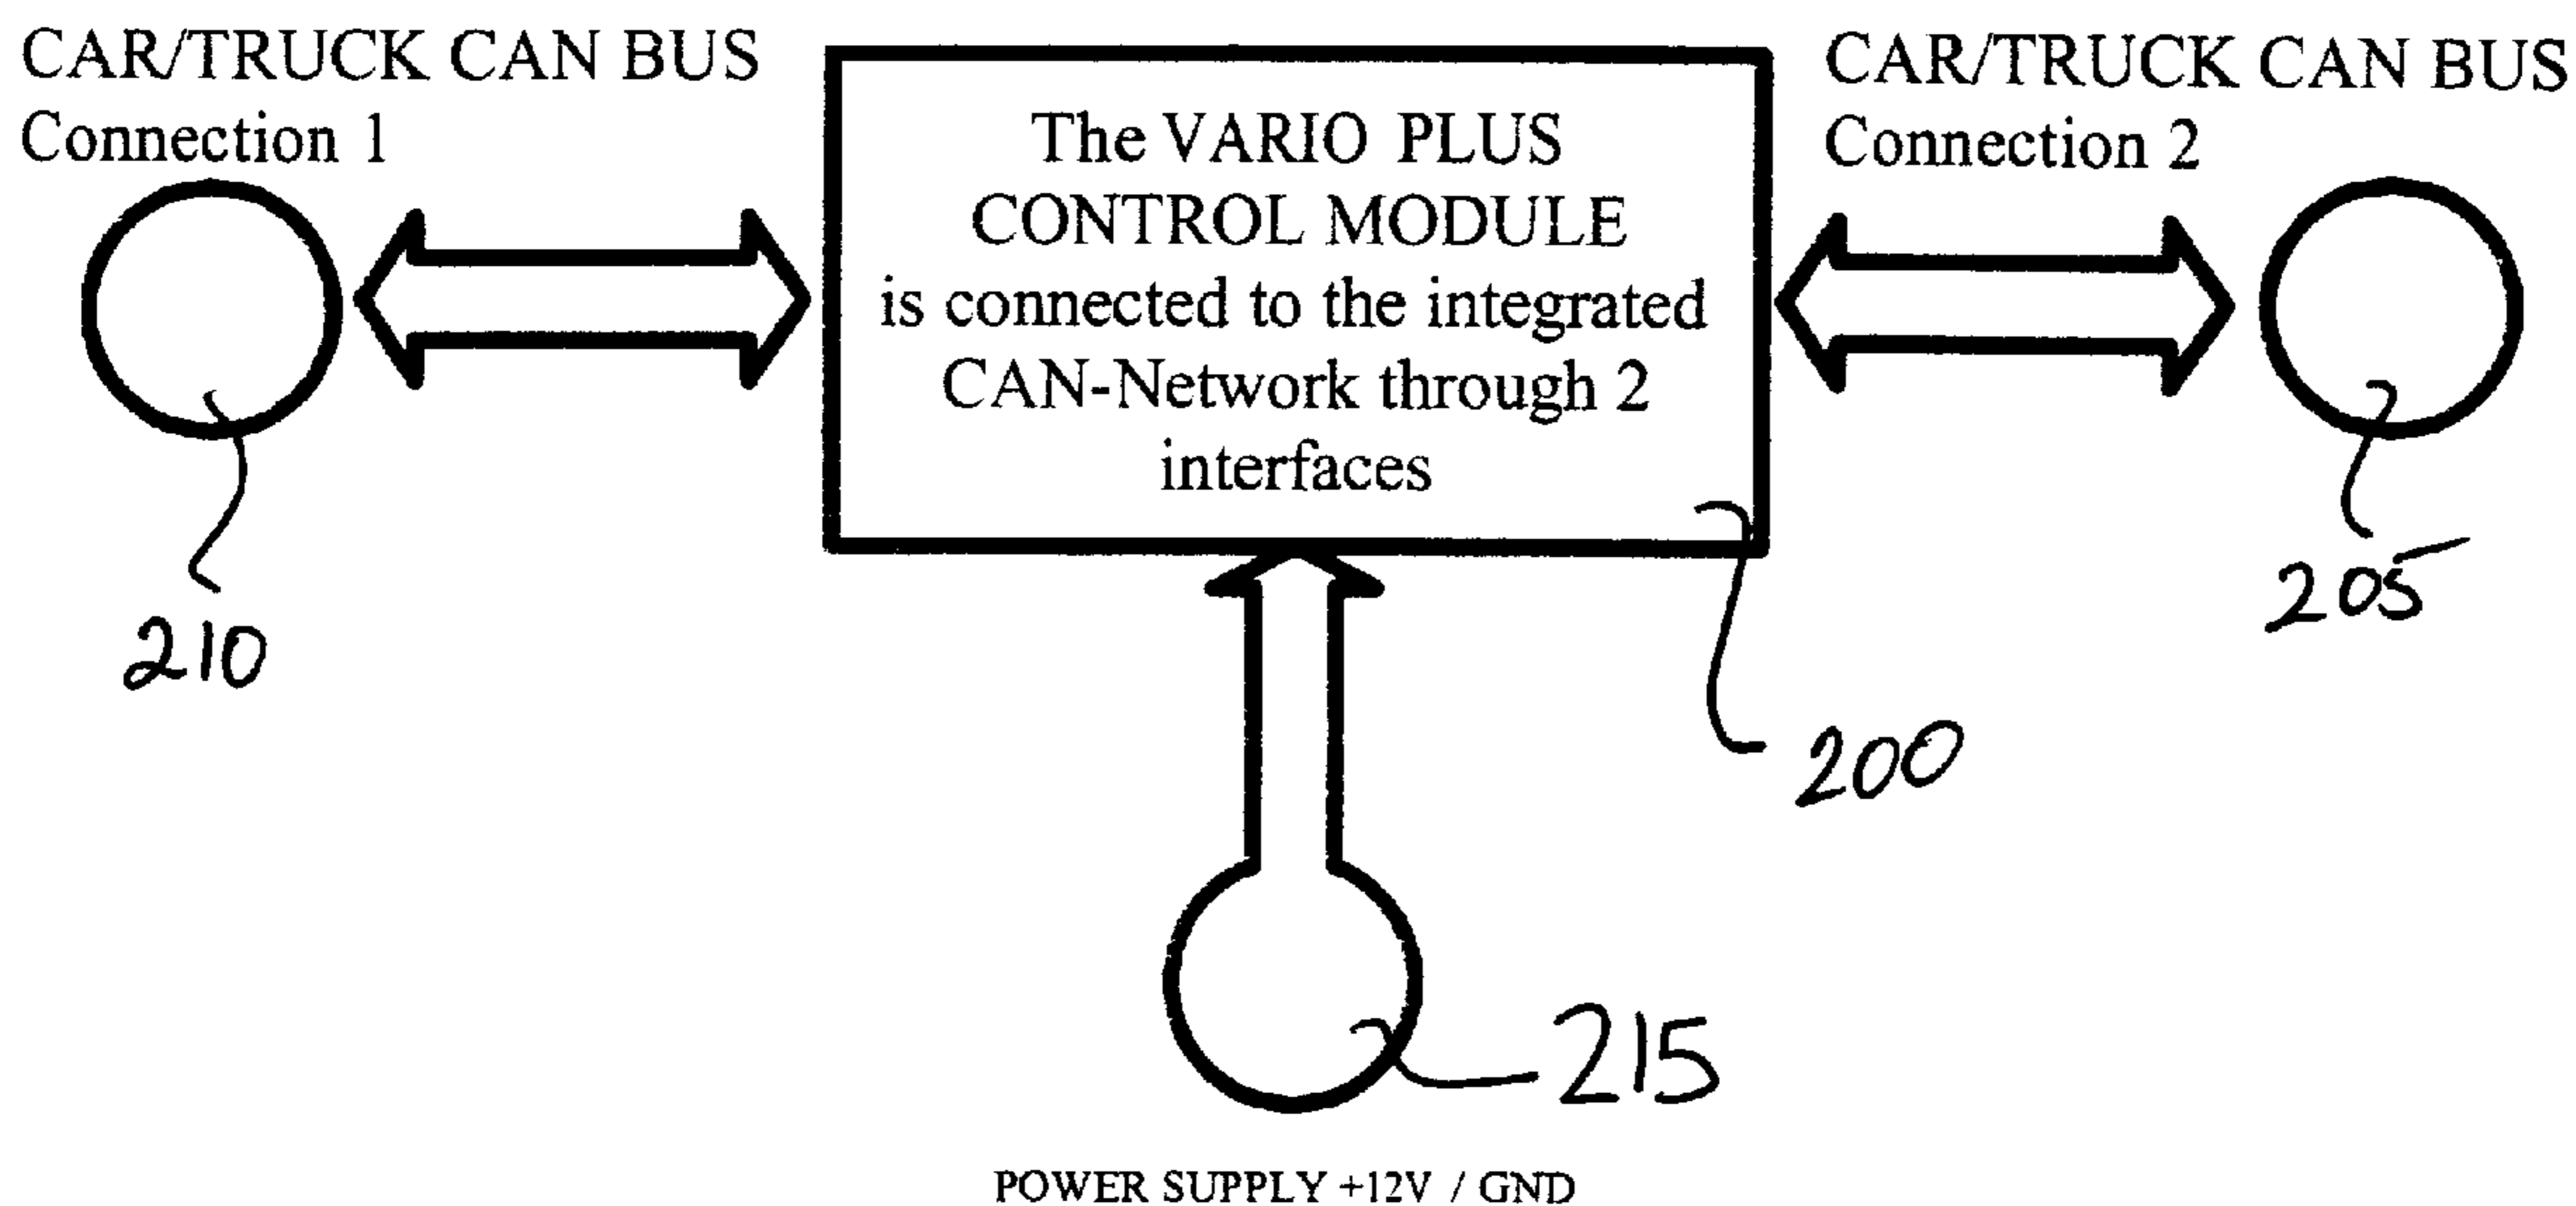 CAR/TRUCK CAN BUS
Connection 1
The VARIO PLUS
CONTROL MODULE
is connected to the integrated
CAN-Network through 2
interfaces
CAR/TRUCK CAN BUS
Connection 2
210
205
200
215
POWER SUPPLY +12V / GND